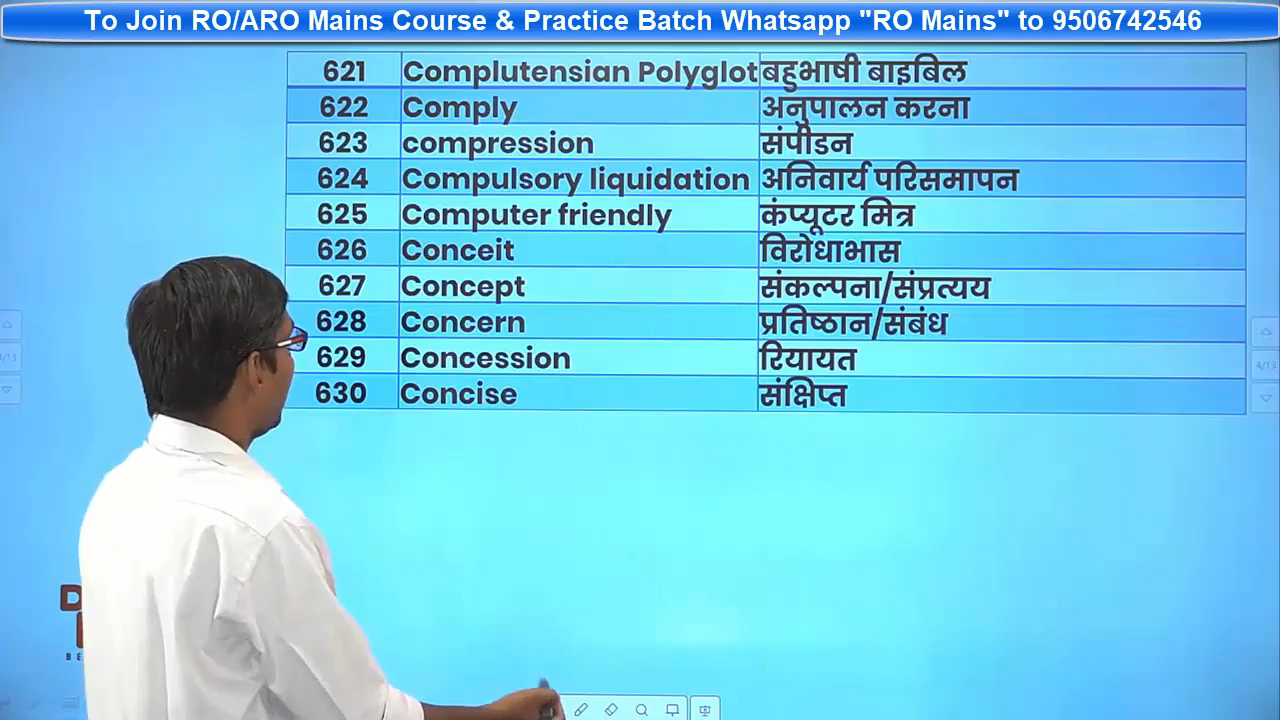 To Join RO/ARO Mains Course & Practice Batch Whatsapp "RO Mains" to 9506742546
621 Complutensian Polyglot बहुभाषी बाइबिल
622 Comply अनुपालन करना
623 compression संपीडन
624 Compulsory liquidation अनिवार्य परिसमापन
625 Computer friendly कंप्यूटर मित्र
626 Conceit विरोधाभास
627 Concept संकल्पना/संप्रत्यय
628 Concern प्रतिष्ठान/संबंध
629 Concession रियायत
630 Concise संक्षिप्त
4/13